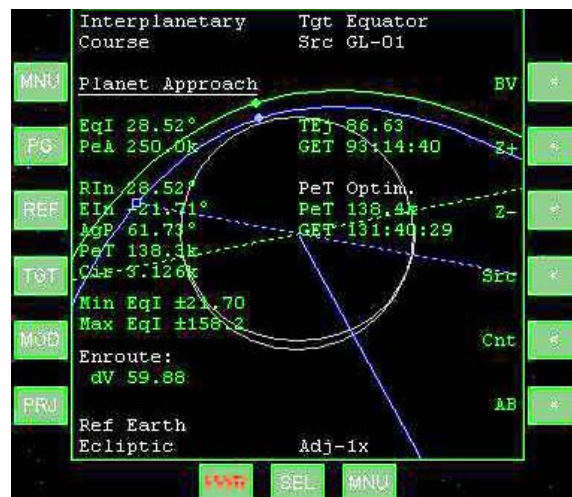 Interplanetary Tgt Equator
Course Src GL-01
MNU Planet Approach BV *
EqI 28.52° TEj 86.63
PG PeA 250.0k GET 93:14:40 Z+ *
RIn 28.52° PeT Optim.
REF EIn -21.71° PeT 138.4k Z- *
AgP 61.73° GET 131:40:29
PeT 138.3k
TGT Cir 3.126k Src *
Min EqI ±21.70
Max EqI ±158.2
MOD Cnt *
Enroute:
dV 59.88
PRJ AB *
Ref Earth
Ecliptic Adj-1x
SEL MNU